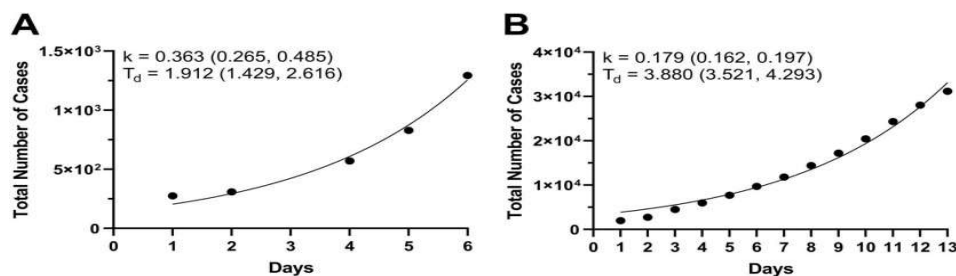 A
k = 0.363 (0.265, 0.485)
T_d = 1.912 (1.429, 2.616)
Total Number of Cases
1.5×10³
1×10³
5×10²
0
0 1 2 3 4 5 6
Days
B
k = 0.179 (0.162, 0.197)
T_d = 3.880 (3.521, 4.293)
Total Number of Cases
4×10⁴
3×10⁴
2×10⁴
1×10⁴
0
0 1 2 3 4 5 6 7 8 9 10 11 12 13
Days